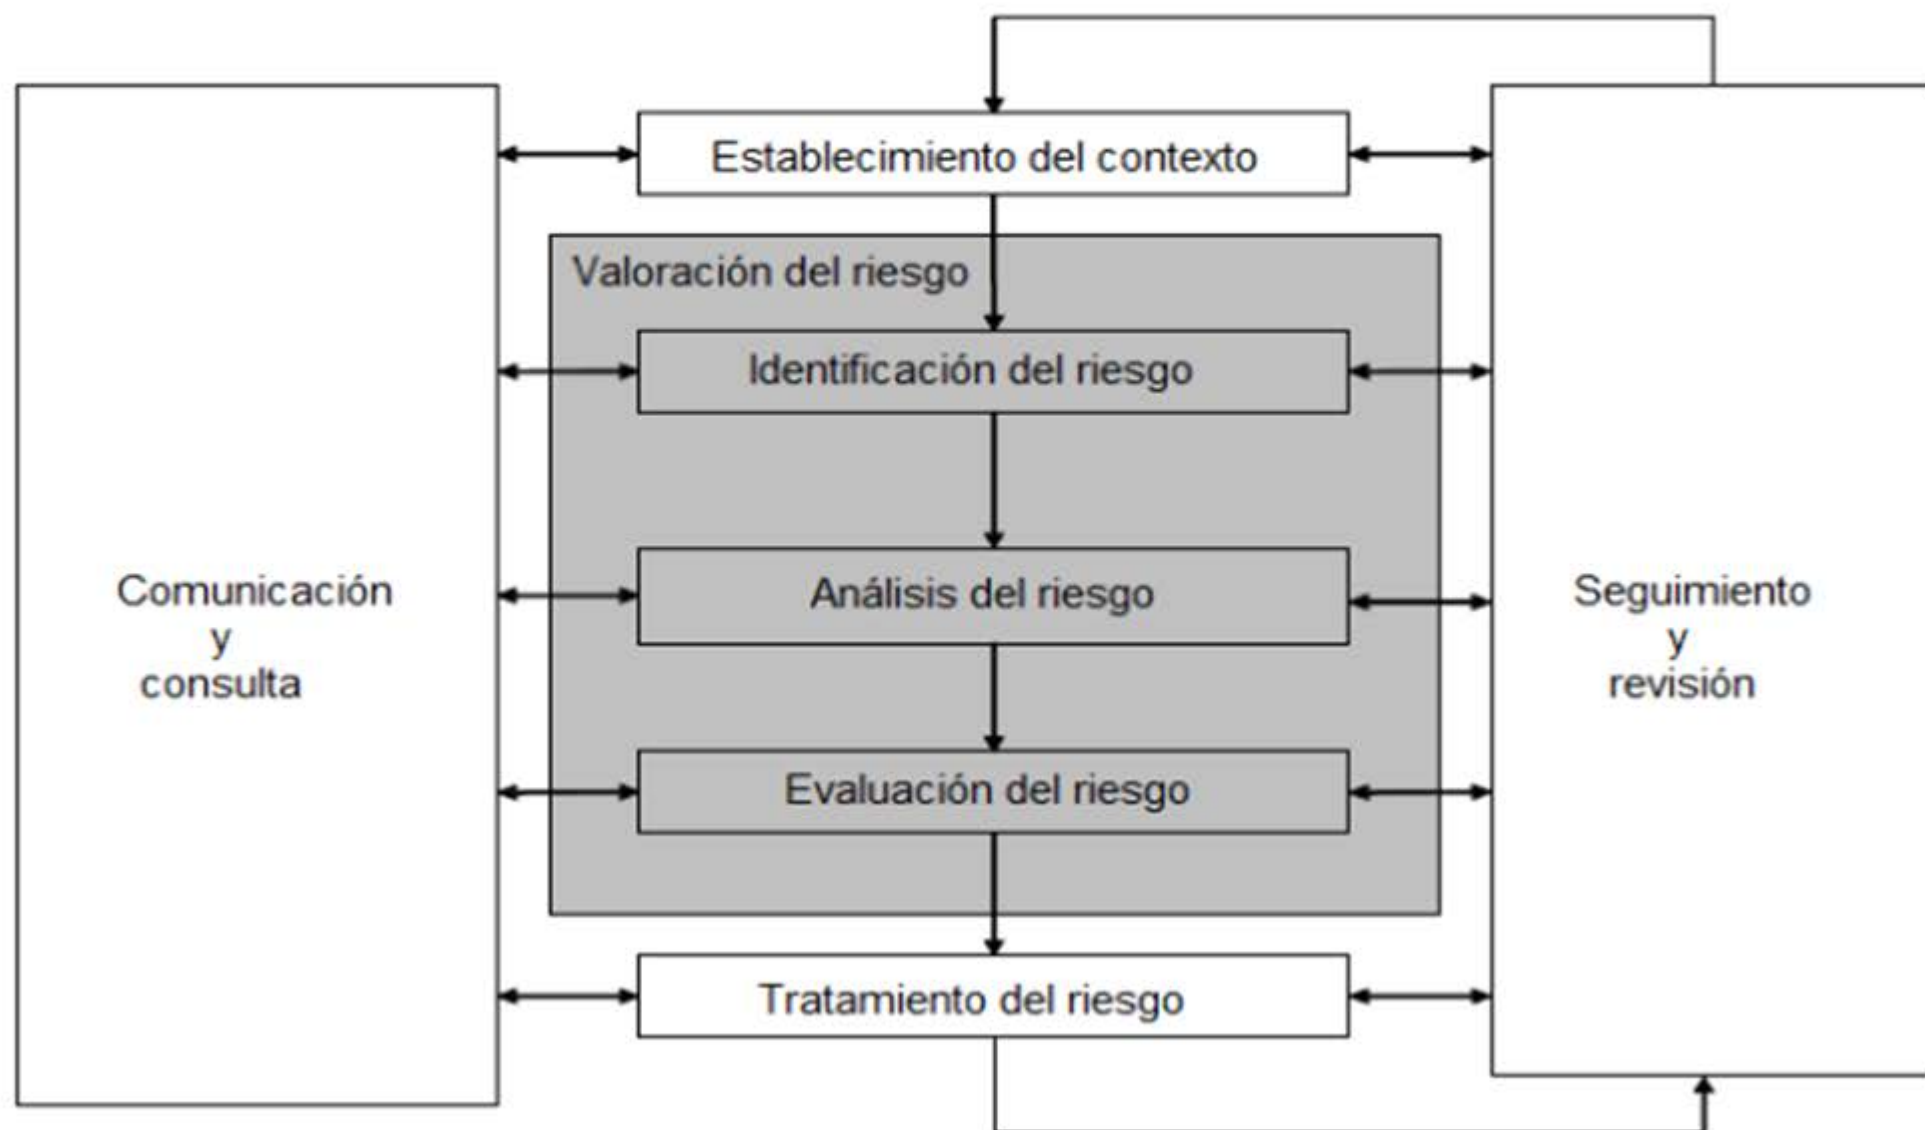 Establecimiento del contexto
Valoración del riesgo
Identificación del riesgo
Análisis del riesgo
Evaluación del riesgo
Tratamiento del riesgo
Comunicación
y
consulta
Seguimiento
y
revisión